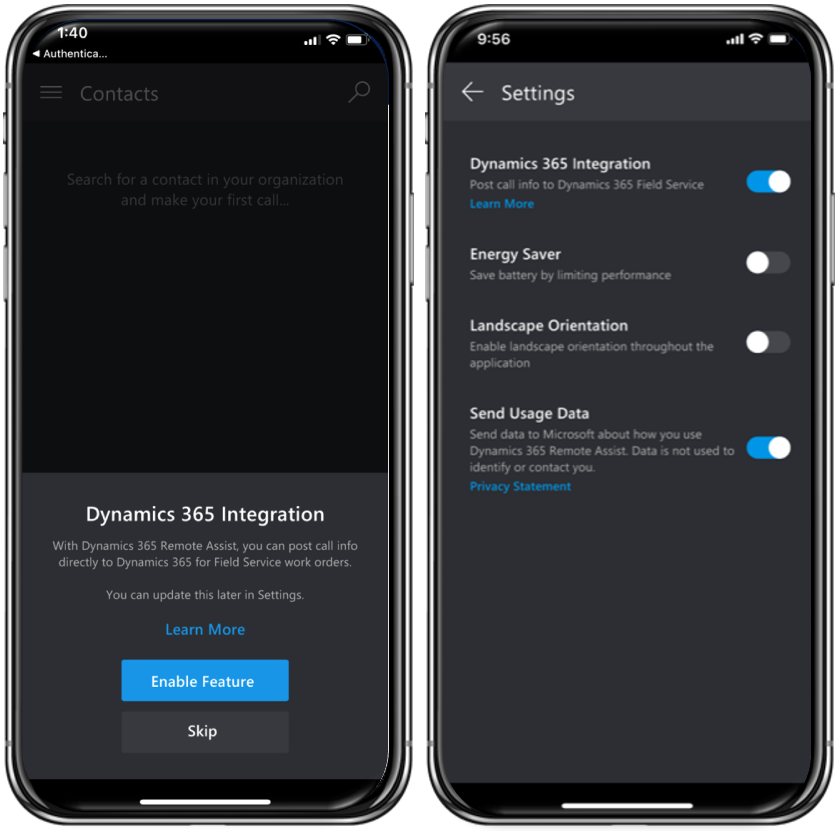 1:40
◀ Authentica...
Contacts
Search for a contact in your organization
and make your first call...
Dynamics 365 Integration
With Dynamics 365 Remote Assist, you can post call info
directly to Dynamics 365 for Field Service work orders.
You can update this later in Settings.
Learn More
Enable Feature
Skip
9:56
Settings
Dynamics 365 Integration
Post call info to Dynamics 365 Field Service
Learn More
Energy Saver
Save battery by limiting performance
Landscape Orientation
Enable landscape orientation throughout the
application
Send Usage Data
Send data to Microsoft about how you use
Dynamics 365 Remote Assist. Data is not used to
identify or contact you.
Privacy Statement